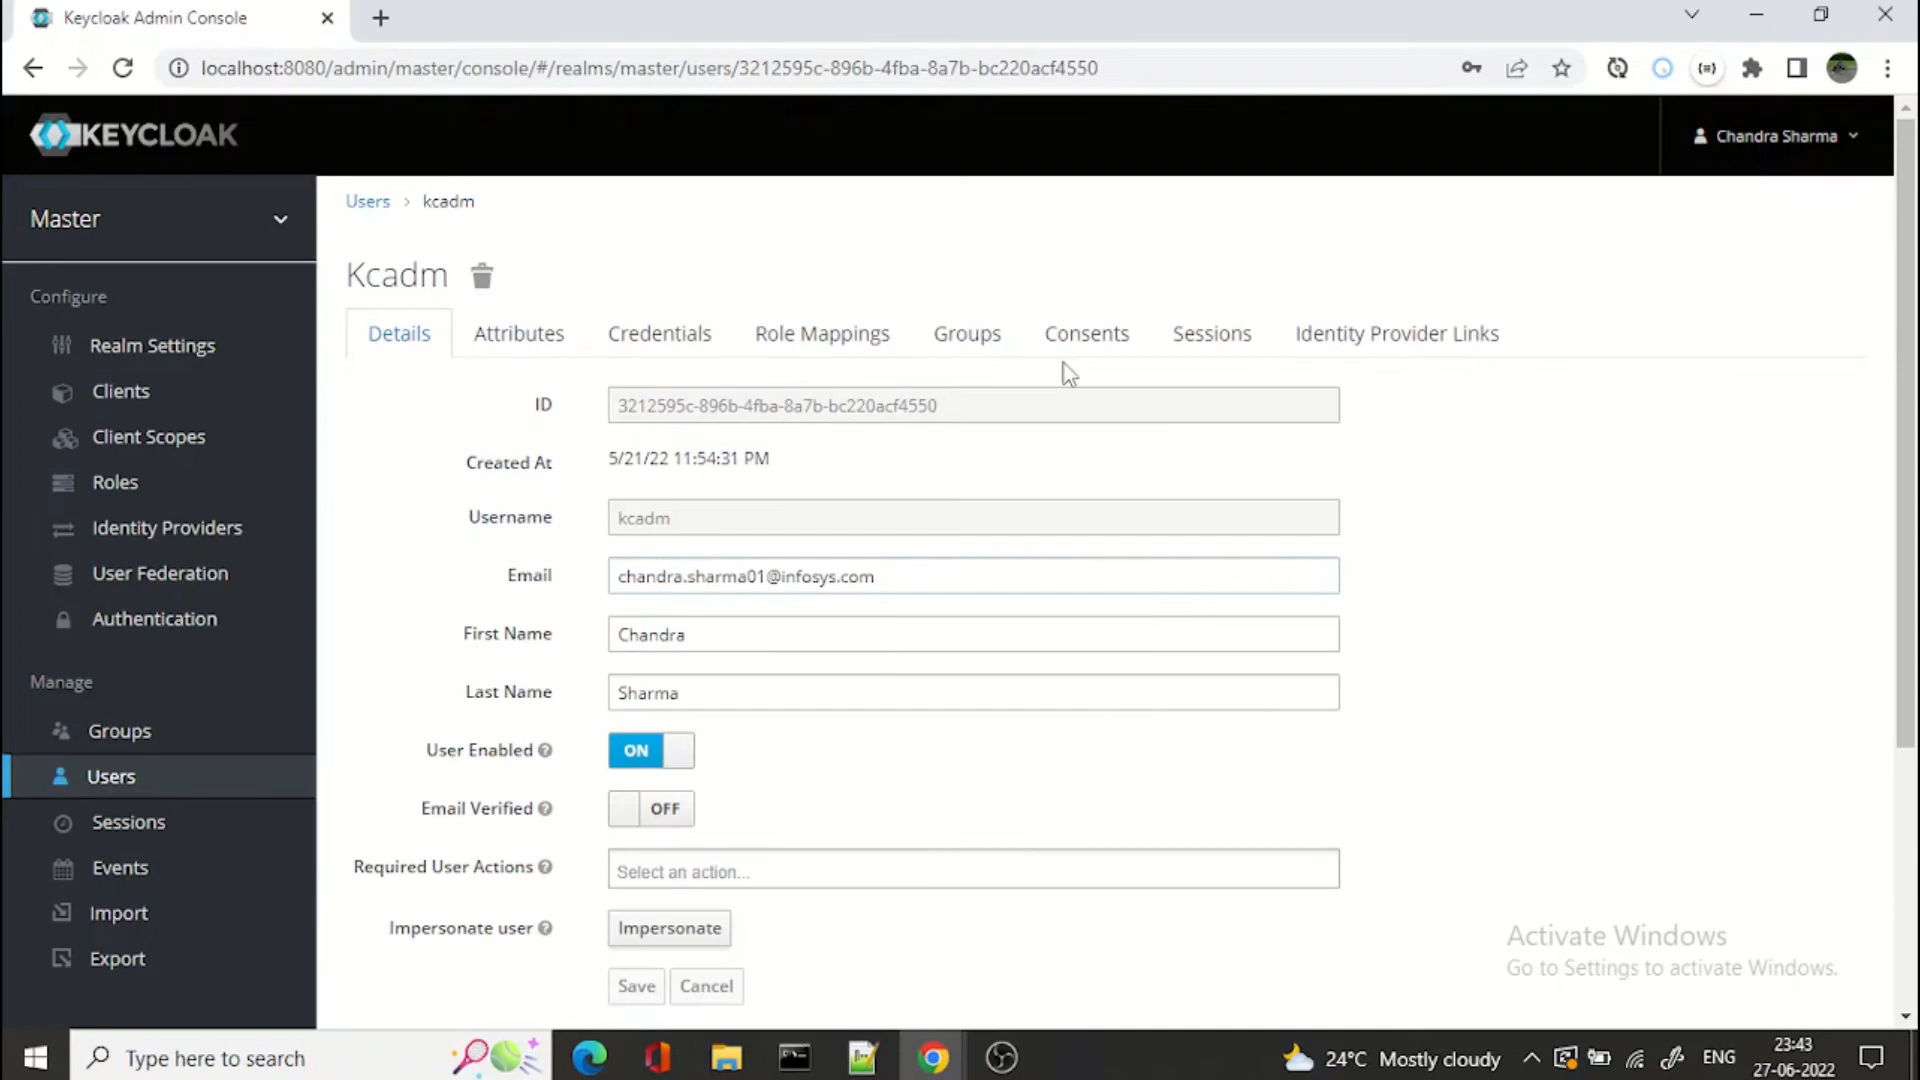 Keycloak Admin Console
localhost:8080/admin/master/console/#/realms/master/users/3212595c-896b-4fba-8a7b-bc220acf4550
KEYCLOAK
Chandra Sharma
Master
Configure
Realm Settings
Clients
Client Scopes
Roles
Identity Providers
User Federation
Authentication
Manage
Groups
Users
Sessions
Events
Import
Export
Users > kcadm
Kcadm
Details Attributes Credentials Role Mappings Groups Consents Sessions Identity Provider Links
ID 3212595c-896b-4fba-8a7b-bc220acf4550
Created At 5/21/22 11:54:31 PM
Username kcadm
Email chandra.sharma01@infosys.com
First Name Chandra
Last Name Sharma
User Enabled ON
Email Verified OFF
Required User Actions Select an action...
Impersonate user Impersonate
Save Cancel
Activate Windows
Go to Settings to activate Windows.
Type here to search
24°C Mostly cloudy
ENG
23:43
27-06-2022